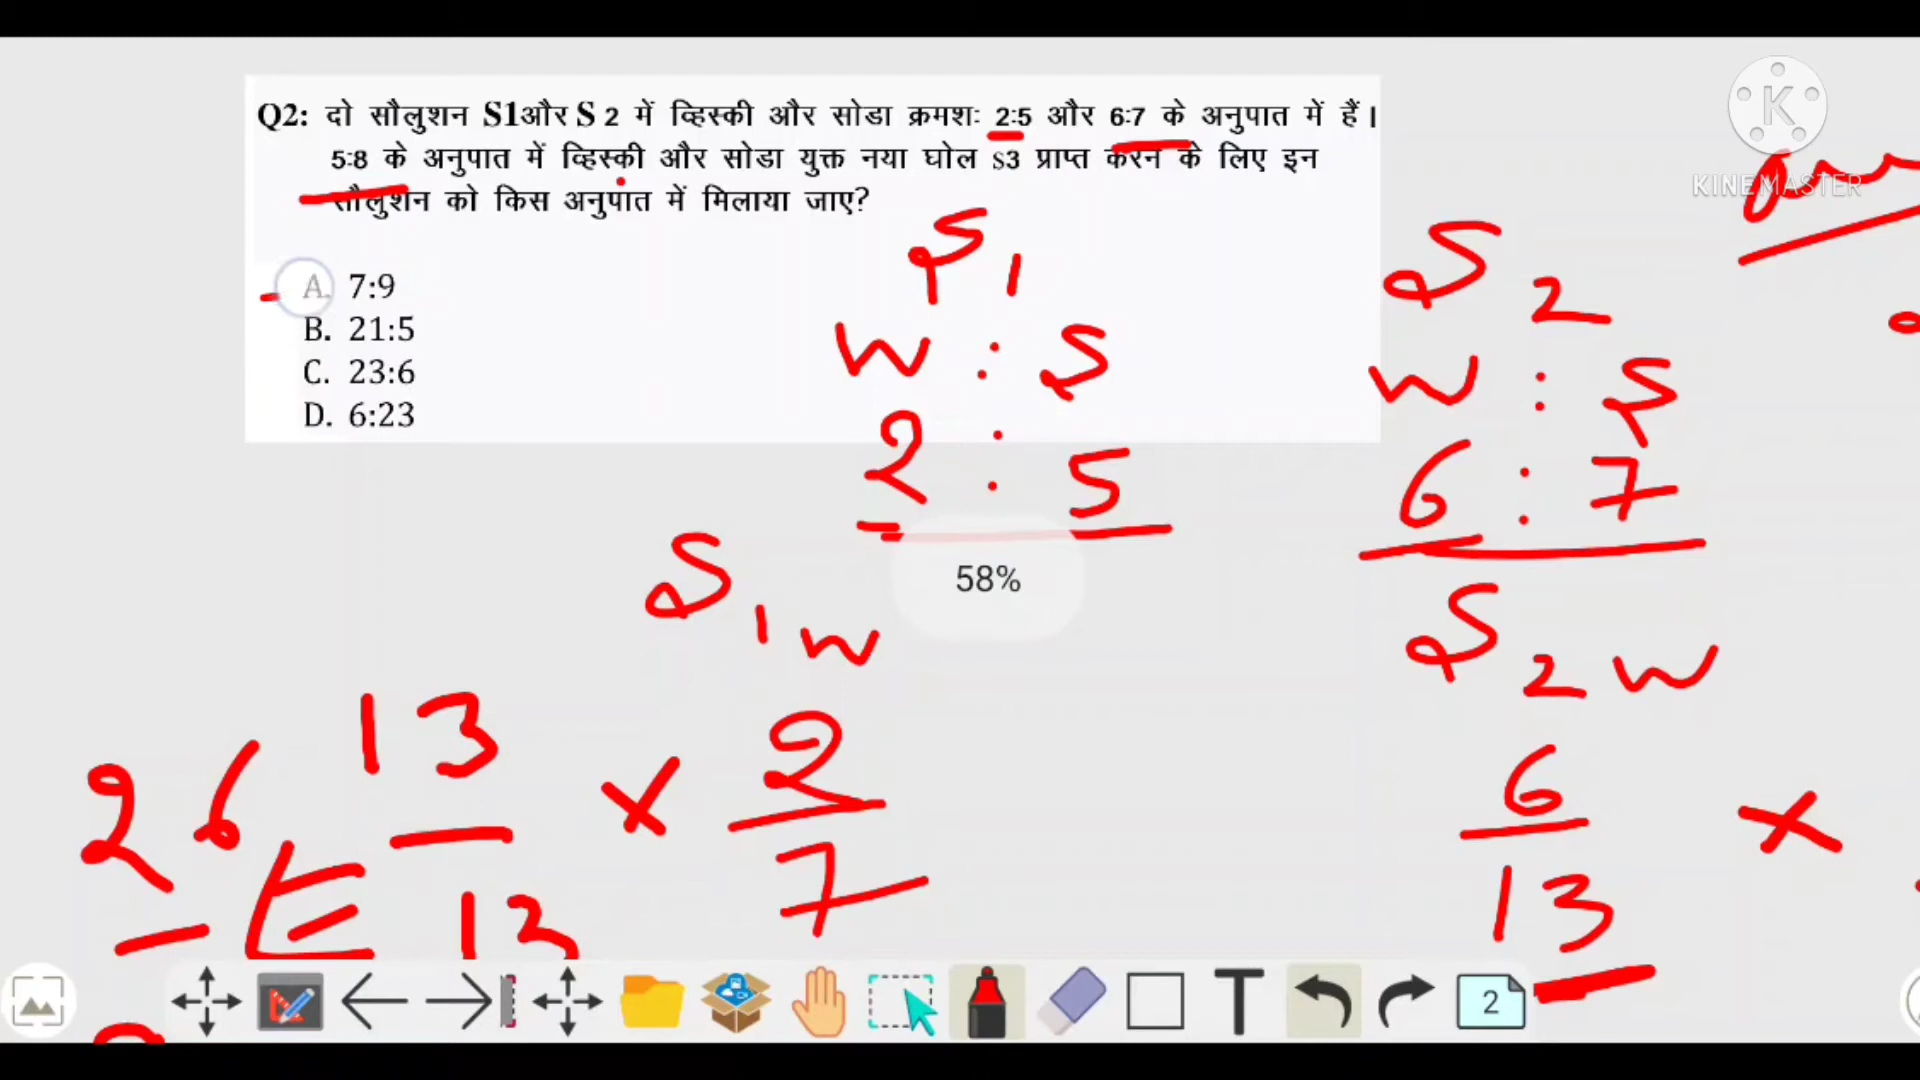 KINEMASTER
Q2: दो सौलुशन S1और S 2 में व्हिस्की और सोडा क्रमशः 2:5 और 6:7 के अनुपात में हैं।
5:8 के अनुपात में व्हिस्की और सोडा युक्त नया घोल S3 प्राप्त करन के लिए इन
सौलुशन को किस अनुपात में मिलाया जाए?
A. 7:9
B. 21:5
C. 23:6
D. 6:23
S1 S2
W : S W : S
2 : 5 6 : 7
58%
S1W S2W
26 13 × 2 6 ×
13 7 13
2